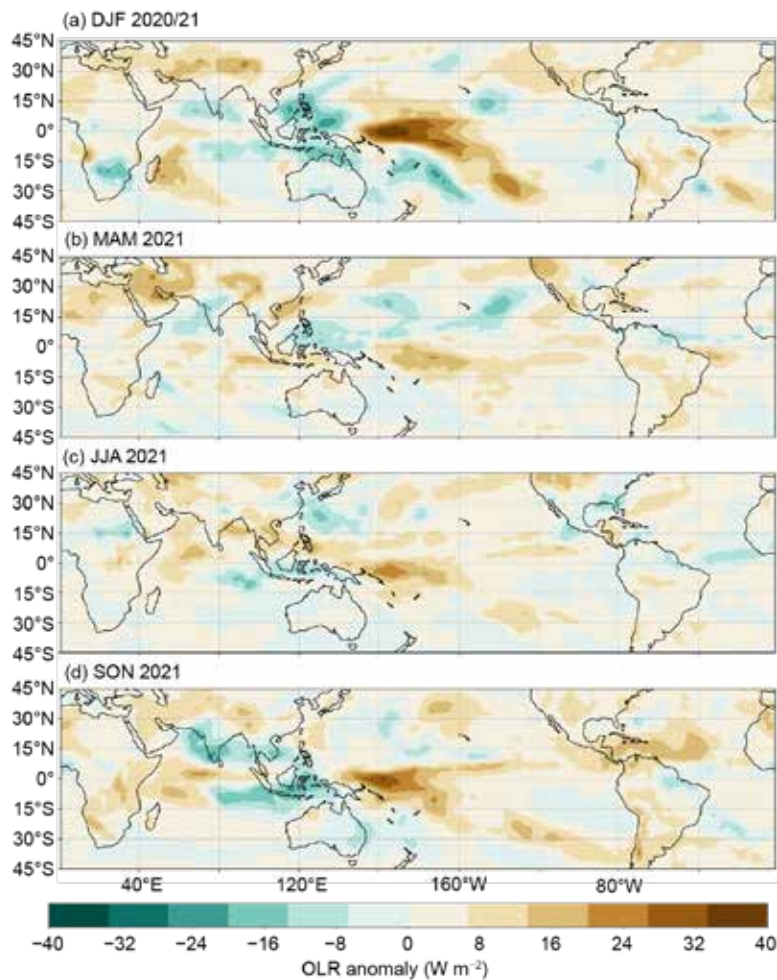 (a) DJF 2020/21
45°N
30°N
15°N
0°
15°S
30°S
45°S
(b) MAM 2021
45°N
30°N
15°N
0°
15°S
30°S
45°S
(c) JJA 2021
45°N
30°N
15°N
0°
15°S
30°S
45°S
(d) SON 2021
45°N
30°N
15°N
0°
15°S
30°S
45°S
40°E 120°E 160°W 80°W
−40 −32 −24 −16 −8 0 8 16 24 32 40
OLR anomaly (W m⁻²)